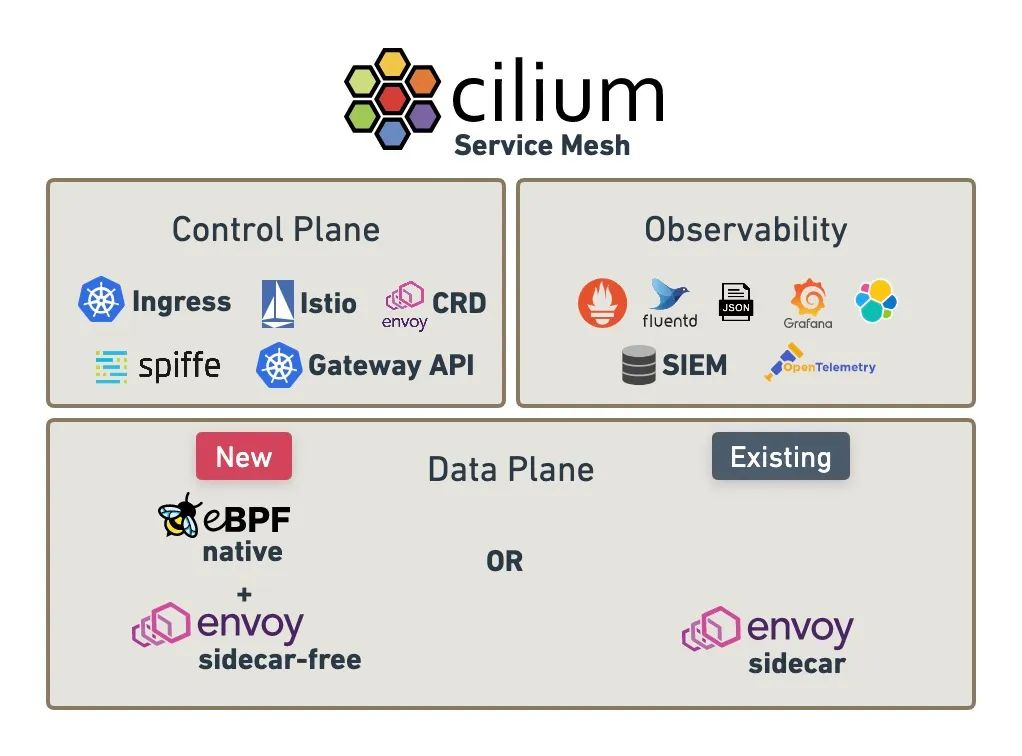 cilium
Service Mesh
Control Plane
Ingress
Istio
envoy
CRD
spiffe
Gateway API
Observability
fluentd
JSON
Grafana
SIEM
OpenTelemetry
New
Data Plane
Existing
eBPF
native
OR
+
envoy
sidecar-free
envoy
sidecar